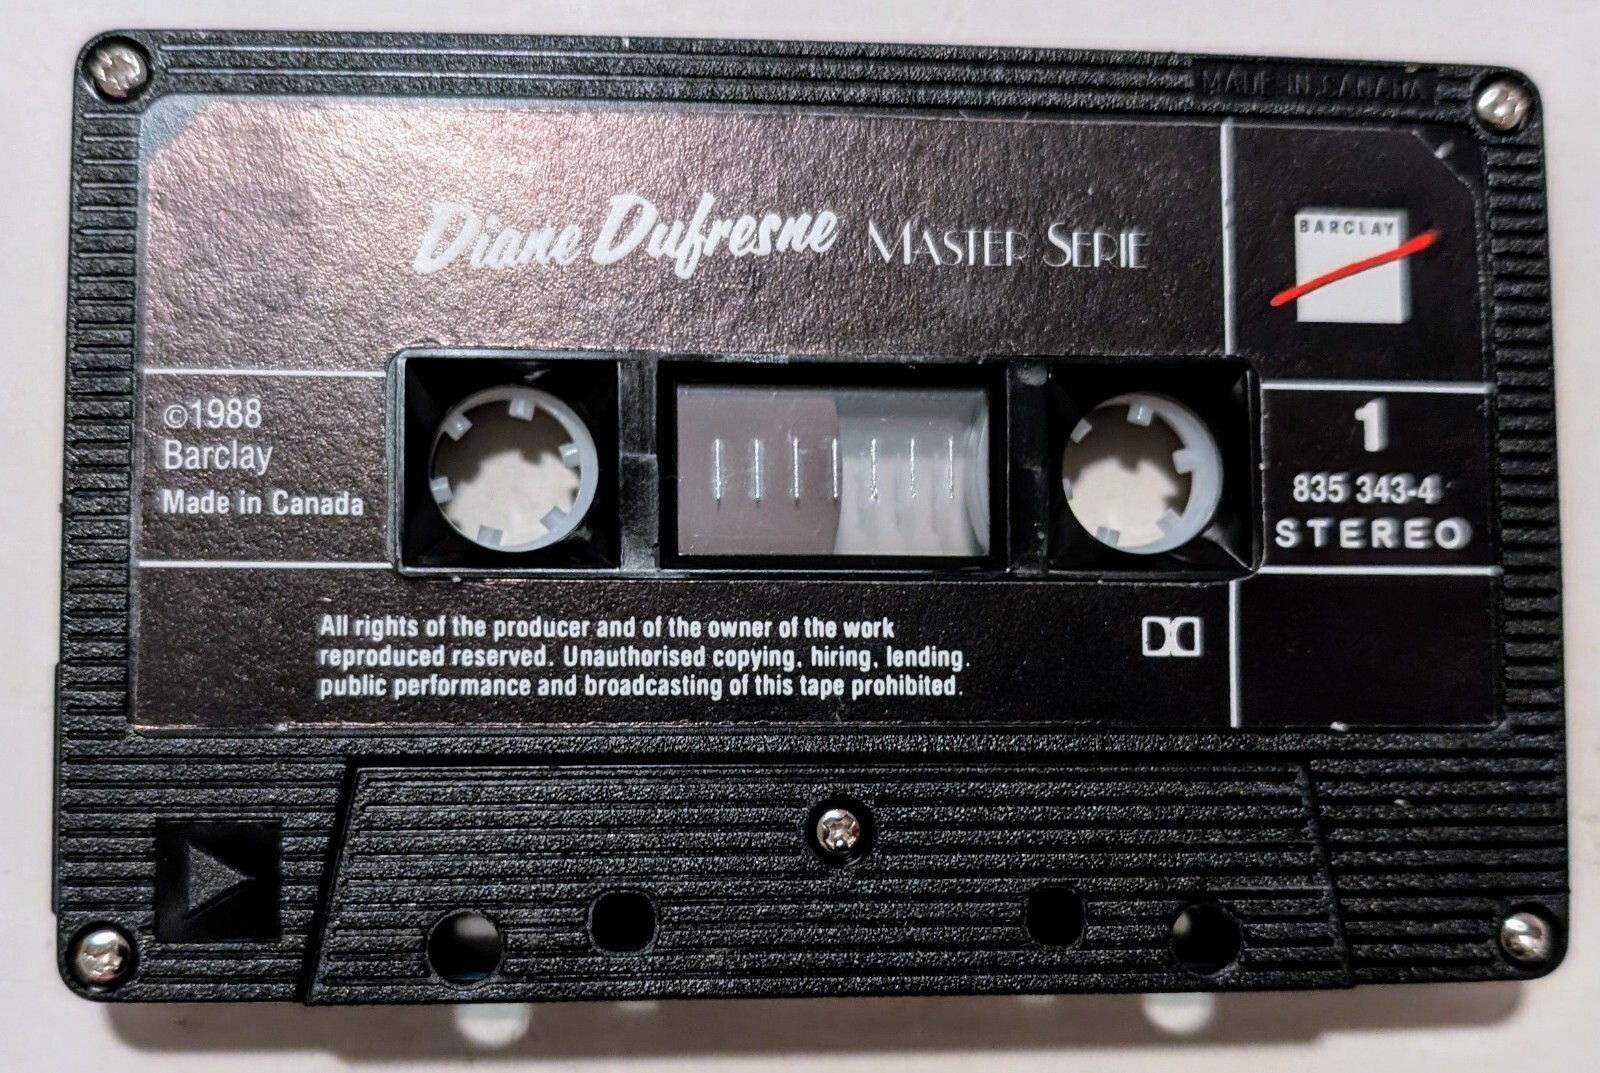 MADE IN CANADA
Diane Dufresne MASTER SERIE
BARCLAY
©1988
Barclay
Made in Canada
1
835 343-4
STEREO
All rights of the producer and of the owner of the work
reproduced reserved. Unauthorised copying, hiring, lending,
public performance and broadcasting of this tape prohibited.